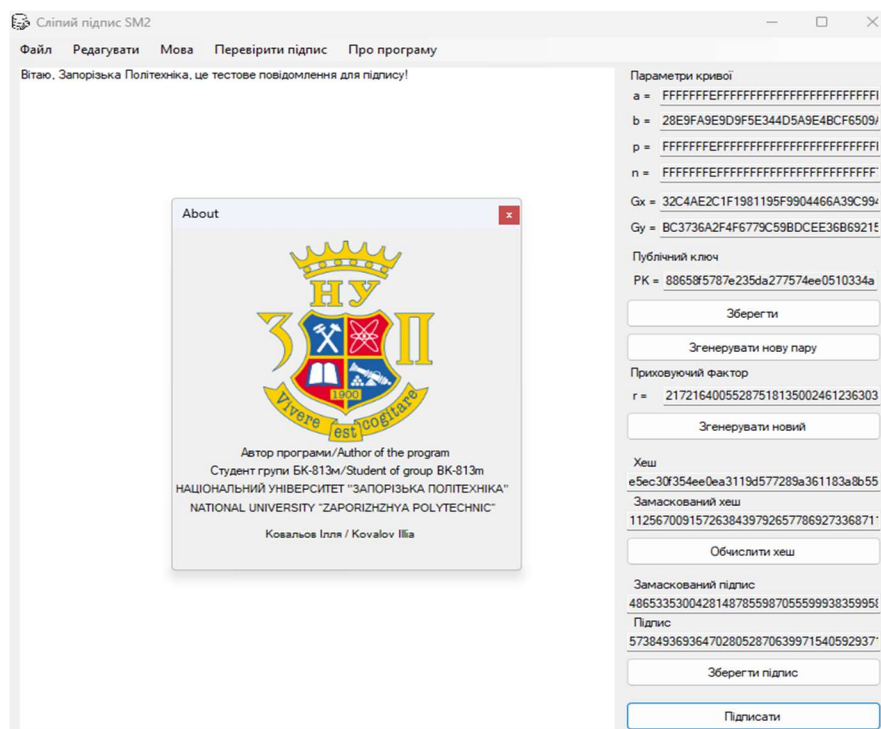 Сліпий підпис SM2
Файл Редагувати Мова Перевірити підпис Про програму
Вітаю, Запорізька Політехніка, це тестове повідомлення для підпису!
Параметри кривої
a = FFFFFFFEFFFFFFFFFFFFFFFFFFFFFFFFI
b = 28E9FA9E9D9F5E344D5A9E4BCF6509/
p = FFFFFFFEFFFFFFFFFFFFFFFFFFFFFFFFI
n = FFFFFFFEFFFFFFFFFFFFFFFFFFFFFFFF
Gx = 32C4AE2C1F1981195F9904466A39C994
Gy = BC3736A2F4F6779C59BDCEE36B69215
Публічний ключ
PK = 88658f5787e235da277574ee0510334a
Зберегти
Згенерувати нову пару
Приховуючий фактор
r = 21721640055287518135002461236303
Згенерувати новий
Хеш
e5ec30f354ee0ea3119d577289a361183a8b55
Замаскований хеш
11256700915726384397926577869273368711
Обчислити хеш
Замаскований підпис
48653353004281487855987055599938359958
Підпис
57384936936470280528706399715405929371
Зберегти підпис
Підписати
About
x
НУ
З П
1900
Vivere est cogitare
Автор програми/Author of the program
Студент групи БК-813м/Student of group BK-813m
НАЦІОНАЛЬНИЙ УНІВЕРСИТЕТ "ЗАПОРІЗЬКА ПОЛІТЕХНІКА"
NATIONAL UNIVERSITY "ZAPORIZHZHYA POLYTECHNIC"
Ковальов Ілля / Kovalov Illia